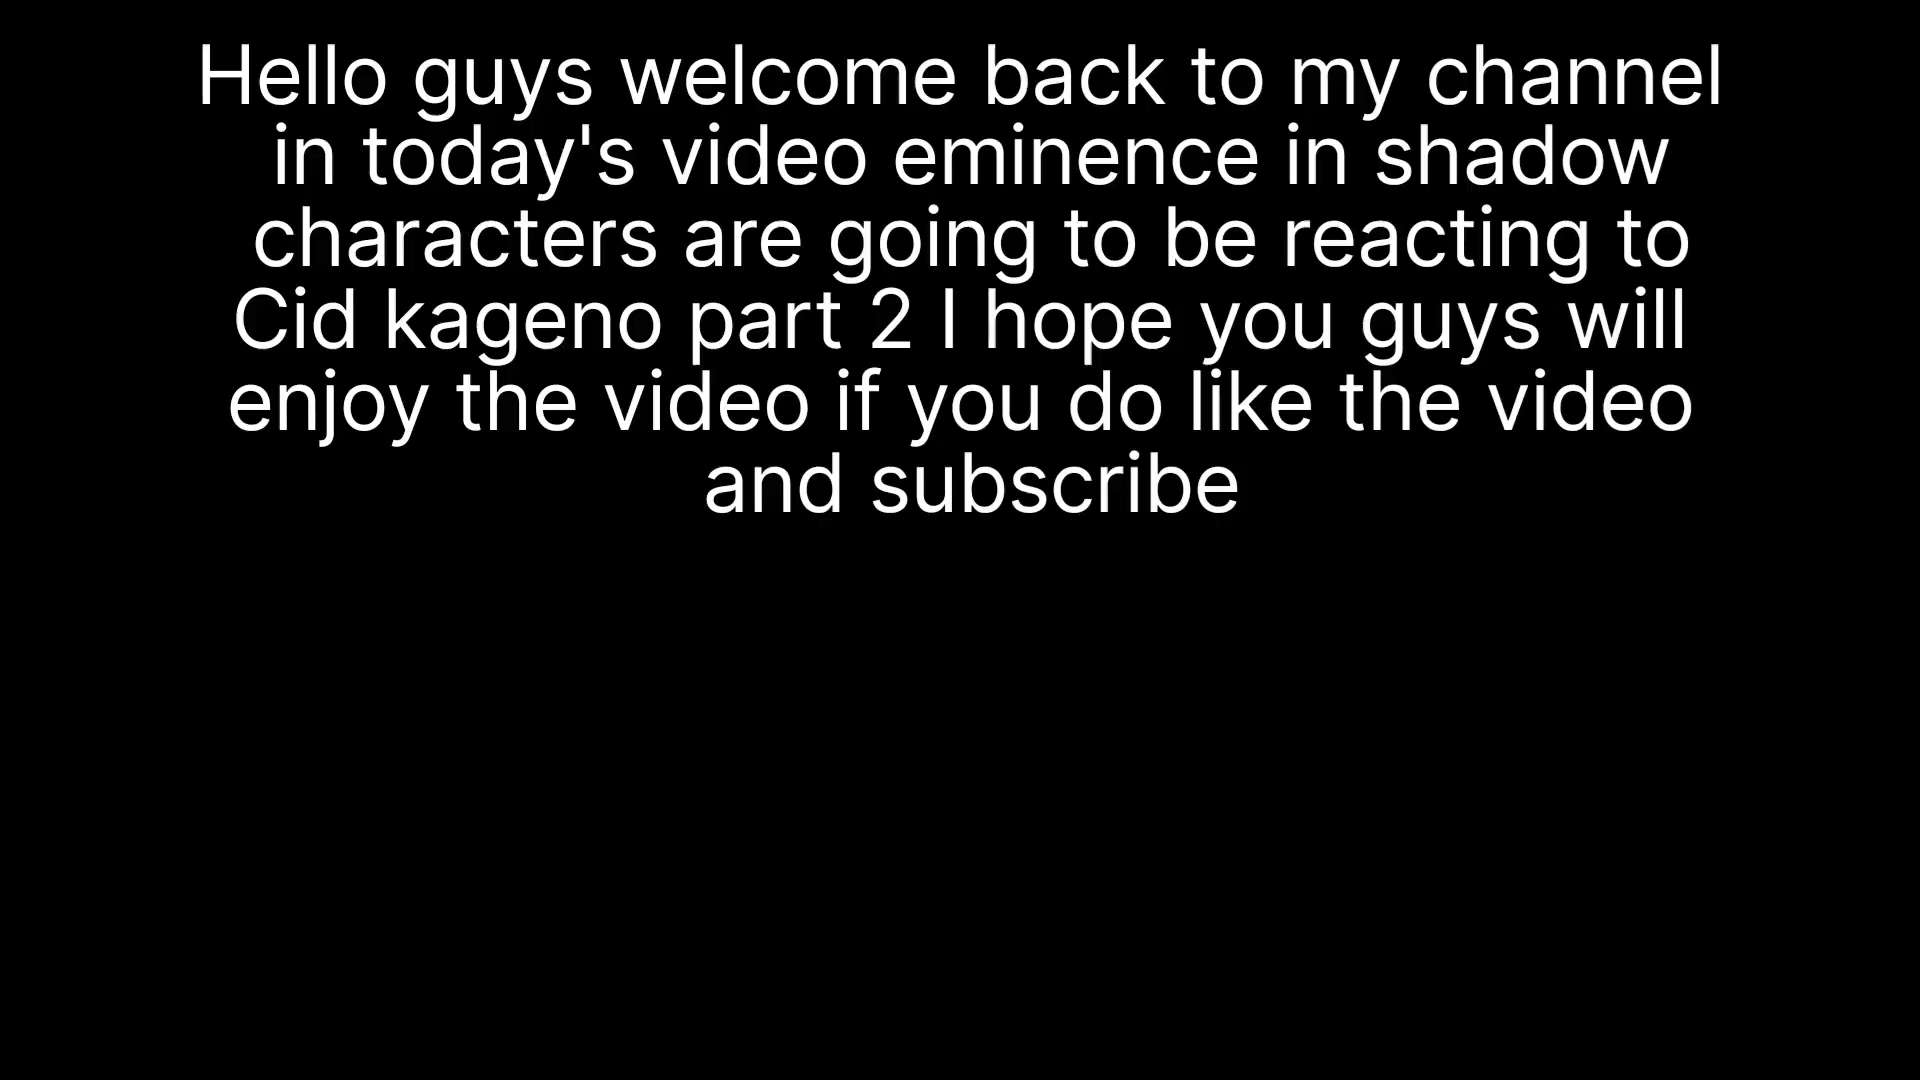 Hello guys welcome back to my channel
in today's video eminence in shadow
characters are going to be reacting to
Cid kageno part 2 I hope you guys will
enjoy the video if you do like the video
and subscribe